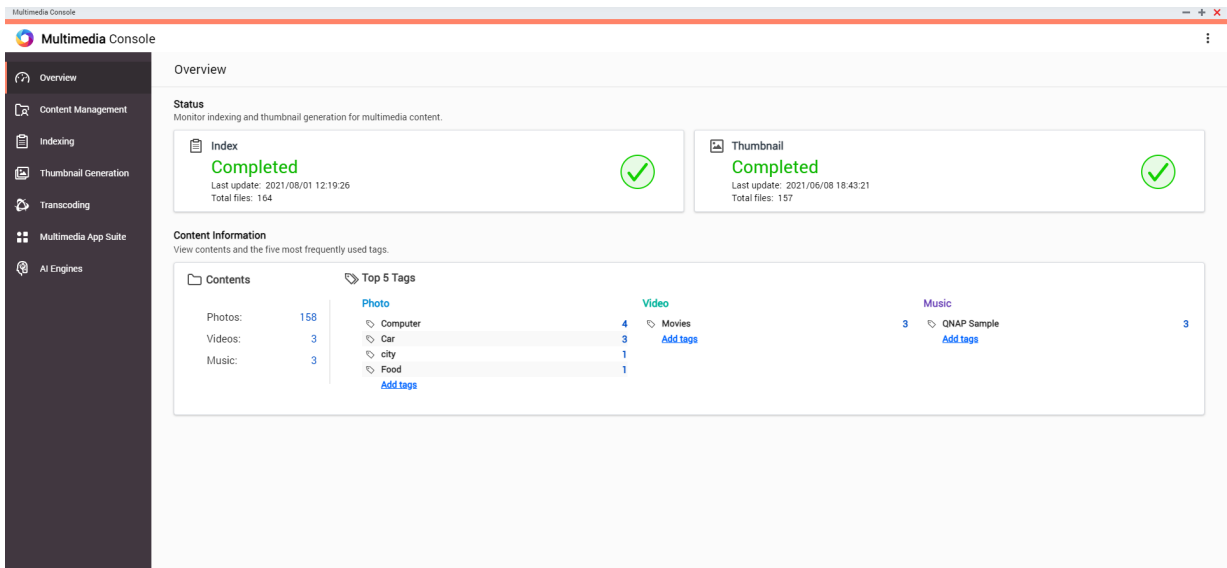 Multimedia Console
Multimedia Console
Overview
Content Management
Indexing
Thumbnail Generation
Transcoding
Multimedia App Suite
AI Engines
Overview
Status
Monitor indexing and thumbnail generation for multimedia content.
Index
Completed
Last update: 2021/08/01 12:19:26
Total files: 164
Thumbnail
Completed
Last update: 2021/06/08 18:43:21
Total files: 157
Content Information
View contents and the five most frequently used tags.
Contents
Photos: 158
Videos: 3
Music: 3
Top 5 Tags
Photo
Computer 4
Car 3
city 1
Food 1
Add tags
Video
Movies 3
Add tags
Music
QNAP Sample 3
Add tags